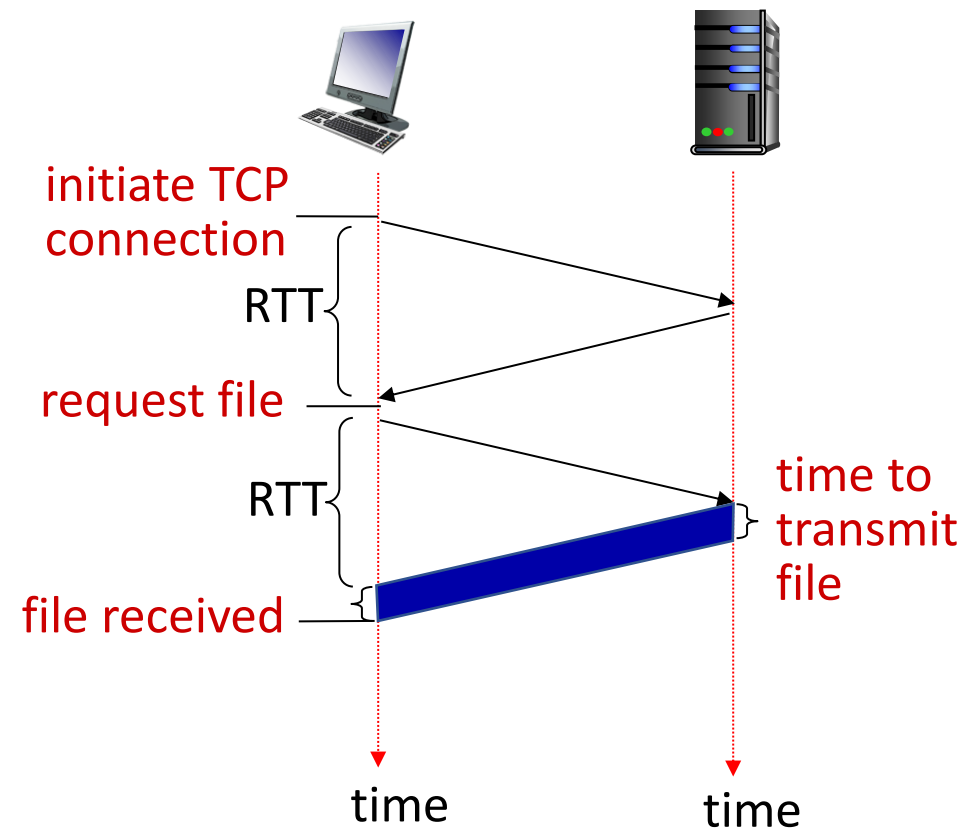 initiate TCP
connection
RTT
request file
RTT
time to
transmit
file
file received
time
time